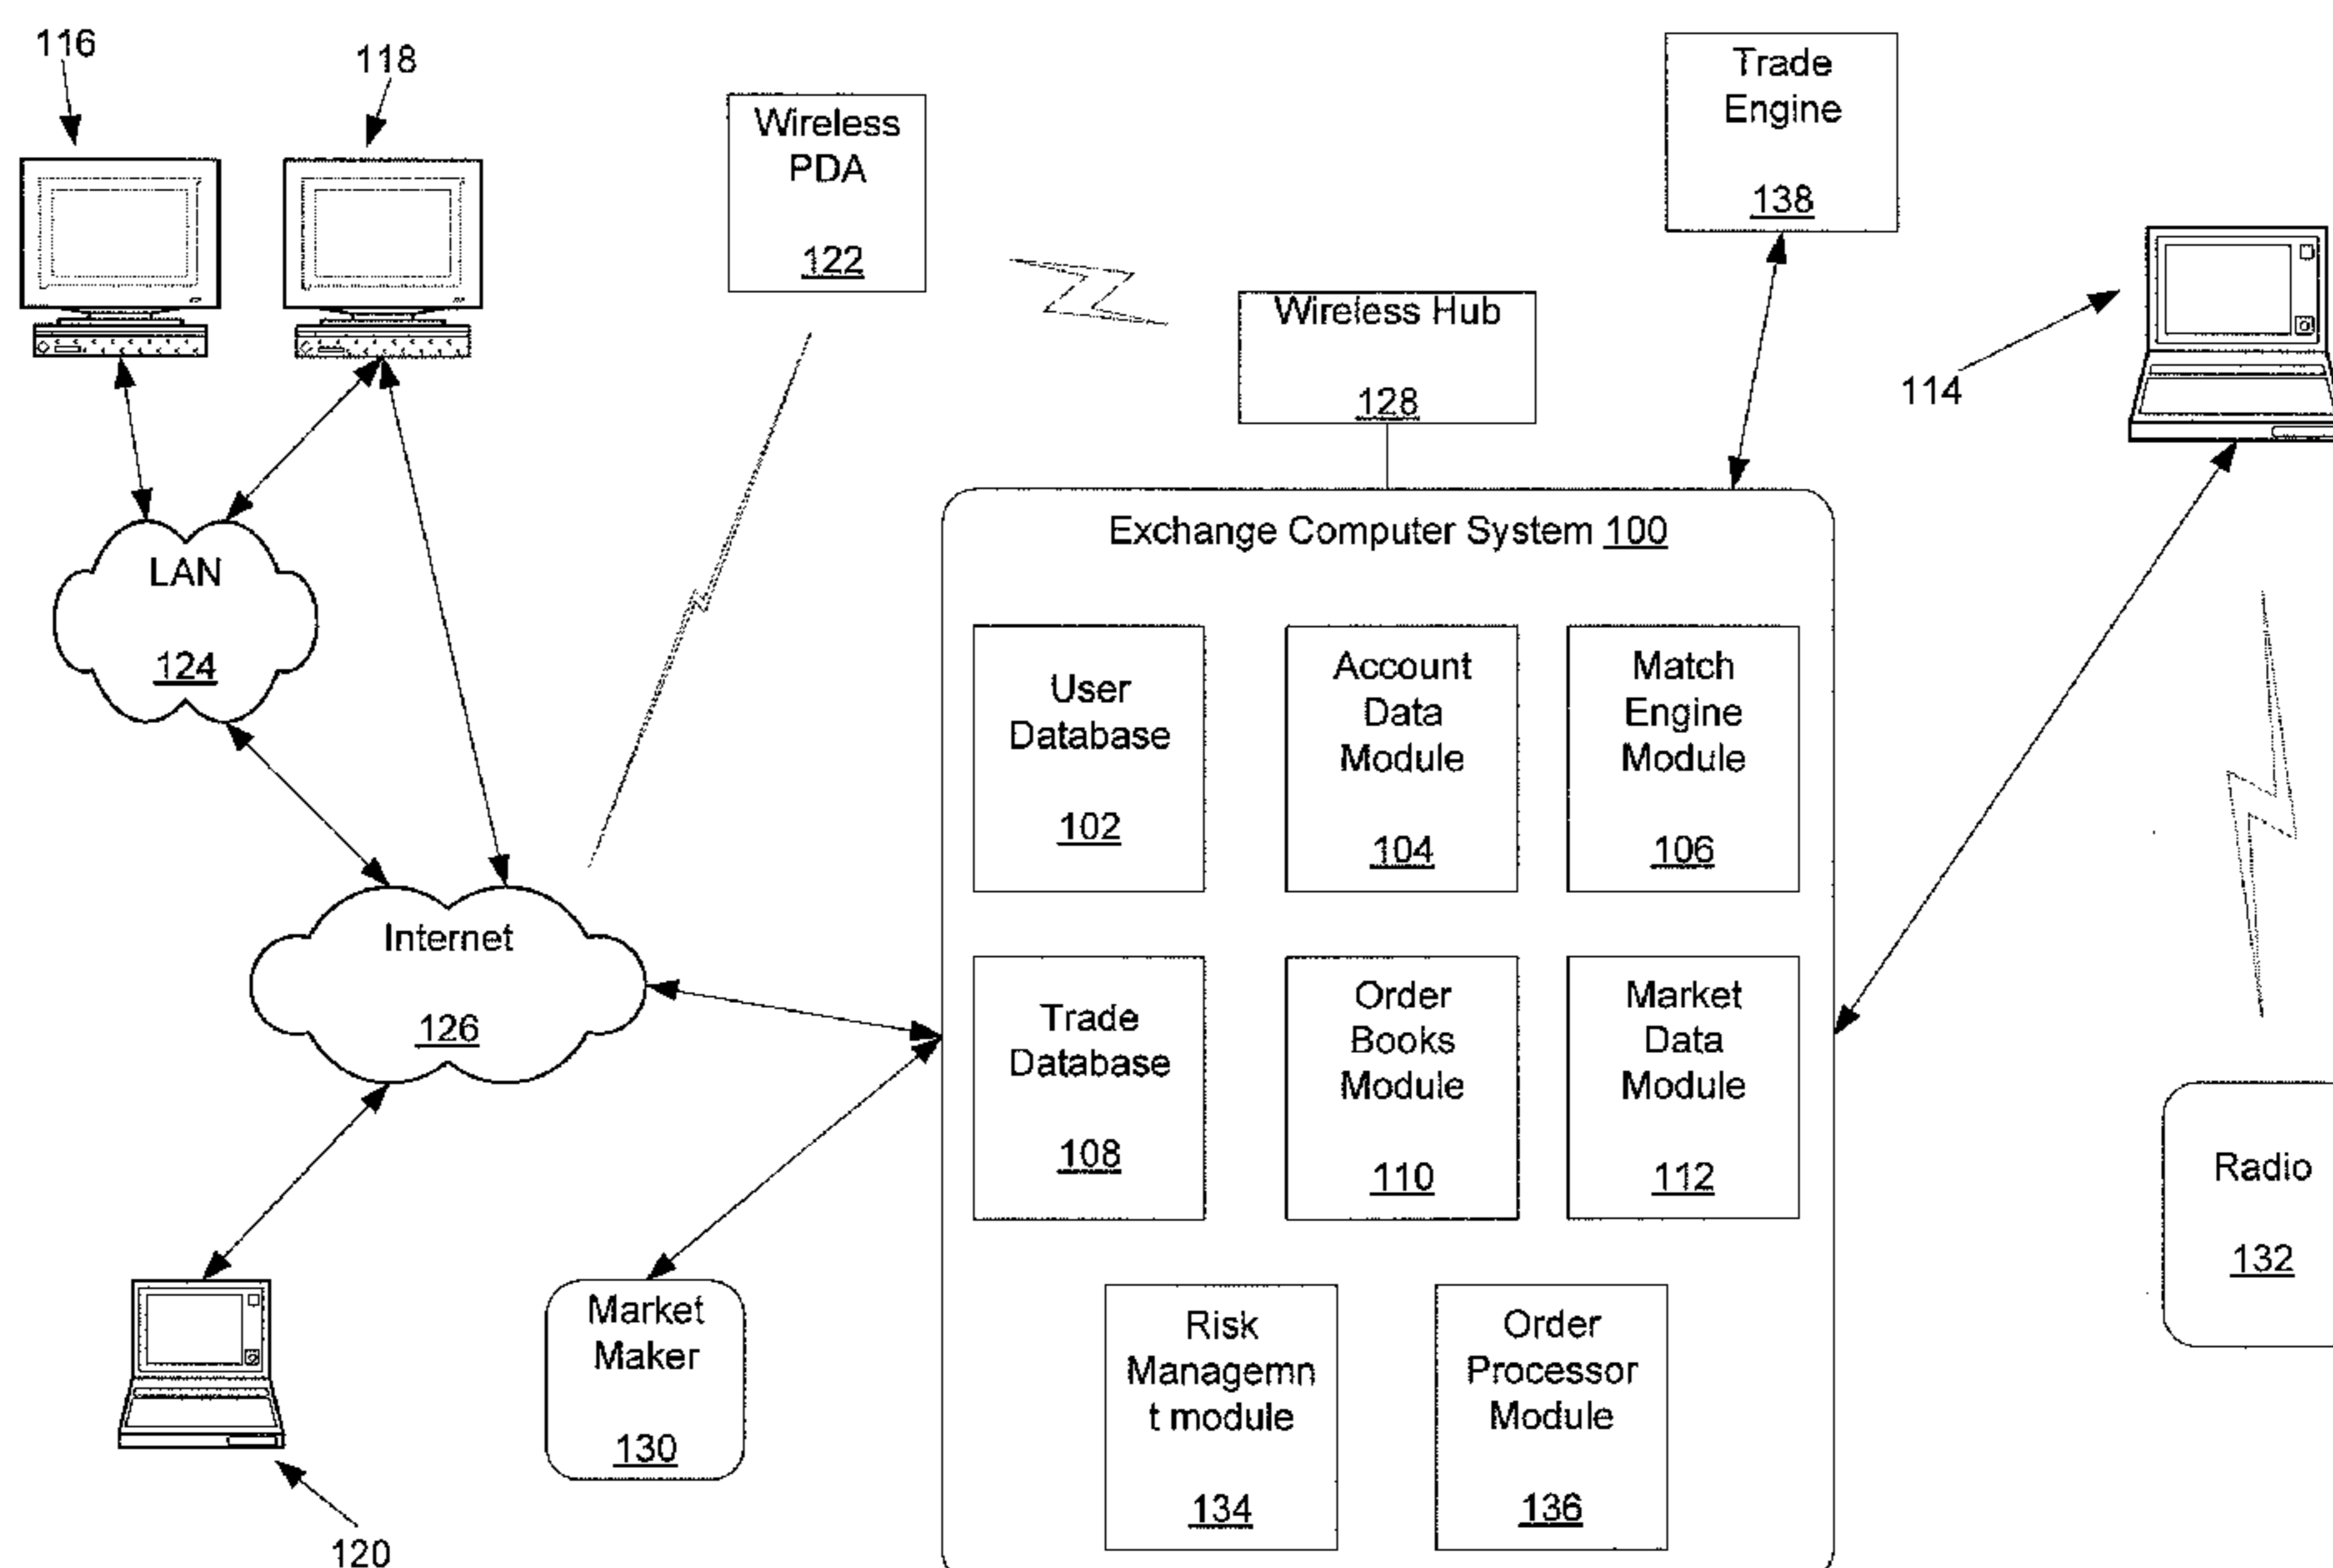 116
118
Wireless
PDA
122
Trade
Engine
138
Wireless Hub
128
114
Exchange Computer System 100
LAN
124
User
Database
102
Account
Data
Module
104
Match
Engine
Module
106
Internet
126
Trade
Database
108
Order
Books
Module
110
Market
Data
Module
112
Radio
132
Market
Maker
130
Risk
Managemn
t module
134
Order
Processor
Module
136
120